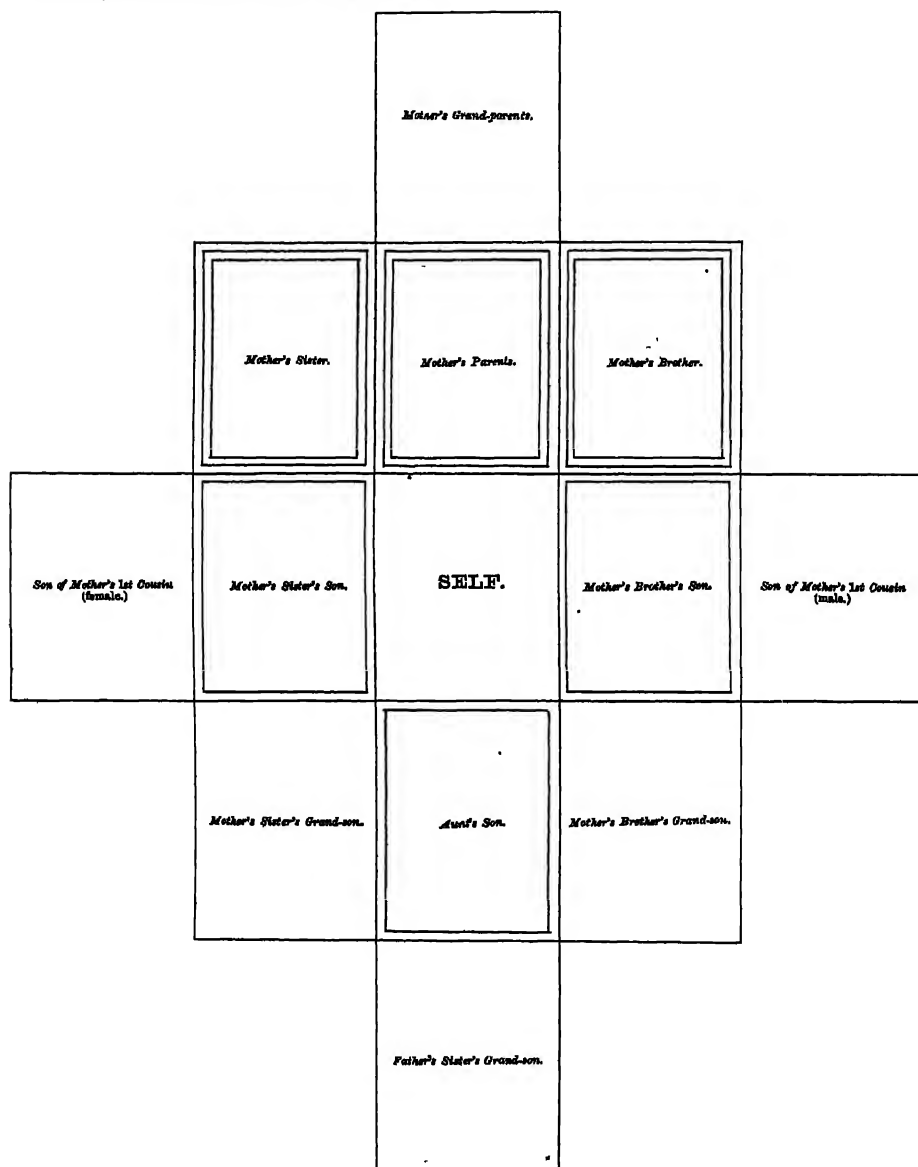 Mother's Grand-parents.
Mother's Sister.
Mother's Parents.
Mother's Brother.
Son of Mother's 1st Cousin
(female.)
Mother's Sister's Son.
SELF.
Mother's Brother's Son.
Son of Mother's 1st Cousin
(male.)
Mother's Sister's Grand-son.
Aunt's Son.
Mother's Brother's Grand-son.
Father's Sister's Grand-son.